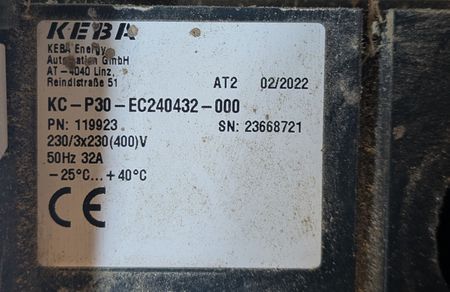 KEBA
KEBA Energy
Automation GmbH
AT-4040 Linz,
Reindlstraße 51
AT2 02/2022
KC-P30-EC240432-000
PN: 119923 SN: 23668721
230/3x230(400)V
50Hz 32A
-25°C...+40°C
CE